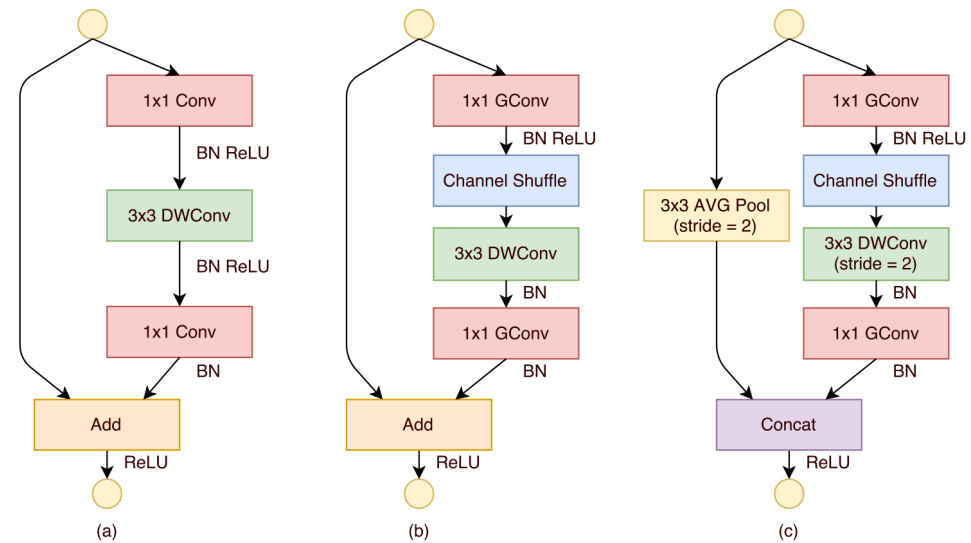 1x1 Conv
BN ReLU
3x3 DWConv
BN ReLU
1x1 Conv
BN
Add
ReLU
(a)
1x1 GConv
BN ReLU
Channel Shuffle
3x3 DWConv
BN
1x1 GConv
BN
Add
ReLU
(b)
3x3 AVG Pool
(stride = 2)
1x1 GConv
BN ReLU
Channel Shuffle
3x3 DWConv
(stride = 2)
BN
1x1 GConv
BN
Concat
ReLU
(c)